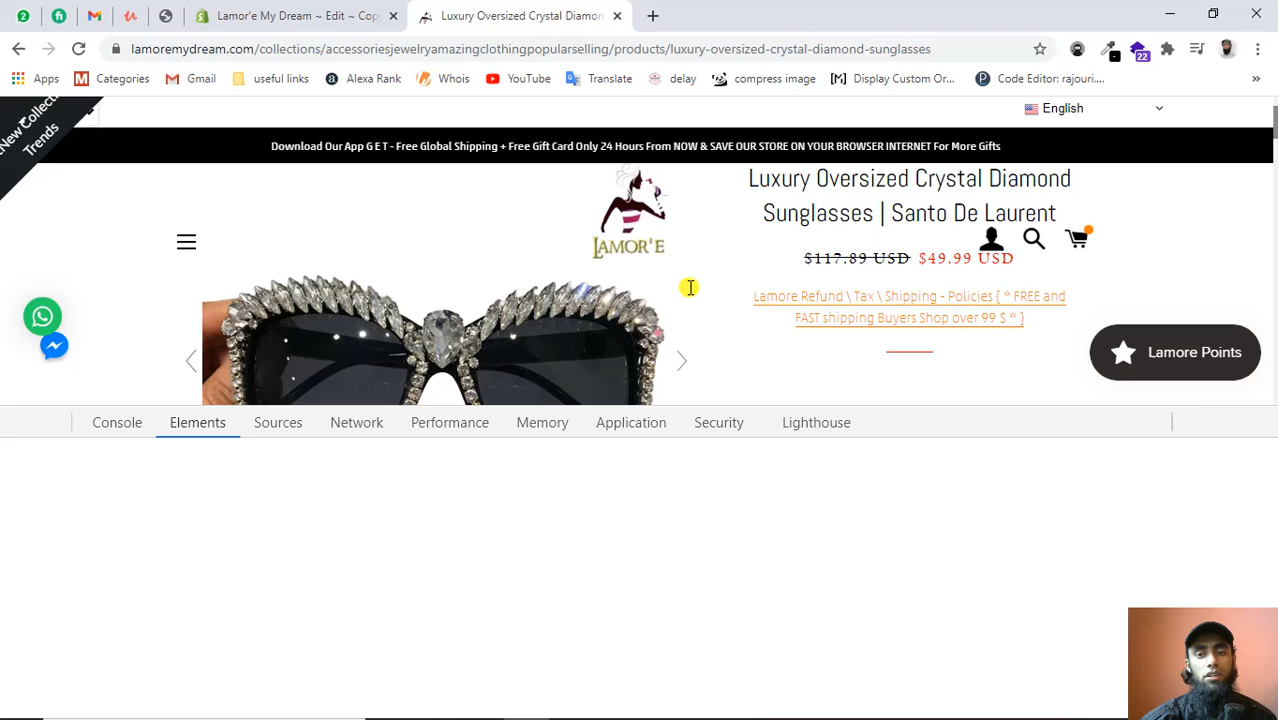 2
Lamor'e My Dream ~ Edit ~ Cop
Luxury Oversized Crystal Diamon
lamoremydream.com/collections/accessoriesjewelryamazingclothingpopularselling/products/luxury-oversized-crystal-diamond-sunglasses
22
Apps Categories Gmail useful links Alexa Rank Whois YouTube Translate delay compress image Display Custom Or... Code Editor: rajouri....
New Collect
Trends
English
Download Our App G E T - Free Global Shipping + Free Gift Card Only 24 Hours From NOW & SAVE OUR STORE ON YOUR BROWSER INTERNET For More Gifts
LAMOR'E
Luxury Oversized Crystal Diamond
Sunglasses | Santo De Laurent
$117.89 USD $49.99 USD
Lamore Refund \ Tax \ Shipping - Policies { * FREE and
FAST shipping Buyers Shop over 99 $ * }
Lamore Points
Console Elements Sources Network Performance Memory Application Security Lighthouse